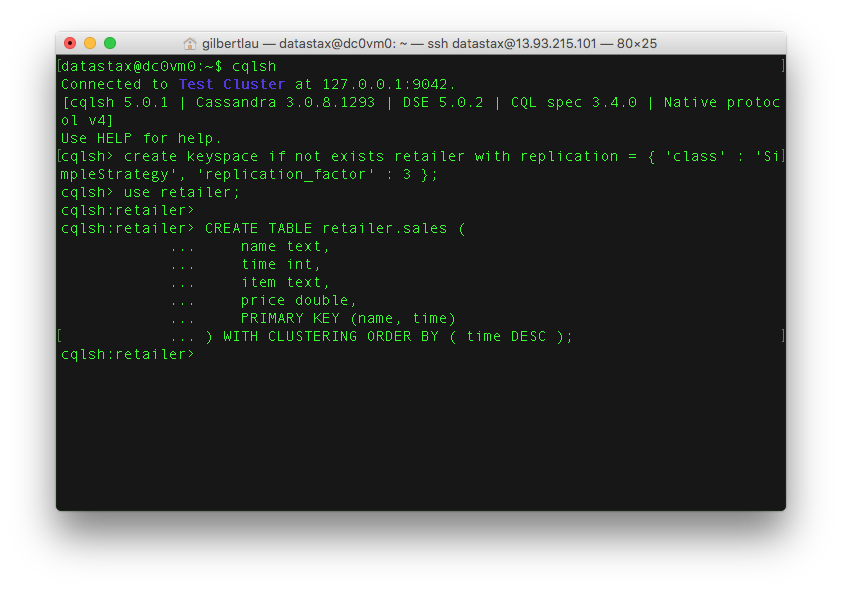 gilbertlau — datastax@dc0vm0: ~ — ssh datastax@13.93.215.101 — 80×25
[datastax@dc0vm0:~$ cqlsh ]
Connected to Test Cluster at 127.0.0.1:9042.
[cqlsh 5.0.1 | Cassandra 3.0.8.1293 | DSE 5.0.2 | CQL spec 3.4.0 | Native protoc
ol v4]
Use HELP for help.
[cqlsh> create keyspace if not exists retailer with replication = { 'class' : 'Si]
mpleStrategy', 'replication_factor' : 3 };
cqlsh> use retailer;
cqlsh:retailer>
cqlsh:retailer> CREATE TABLE retailer.sales (
... name text,
... time int,
... item text,
... price double,
... PRIMARY KEY (name, time)
[ ... ) WITH CLUSTERING ORDER BY ( time DESC ); ]
cqlsh:retailer>